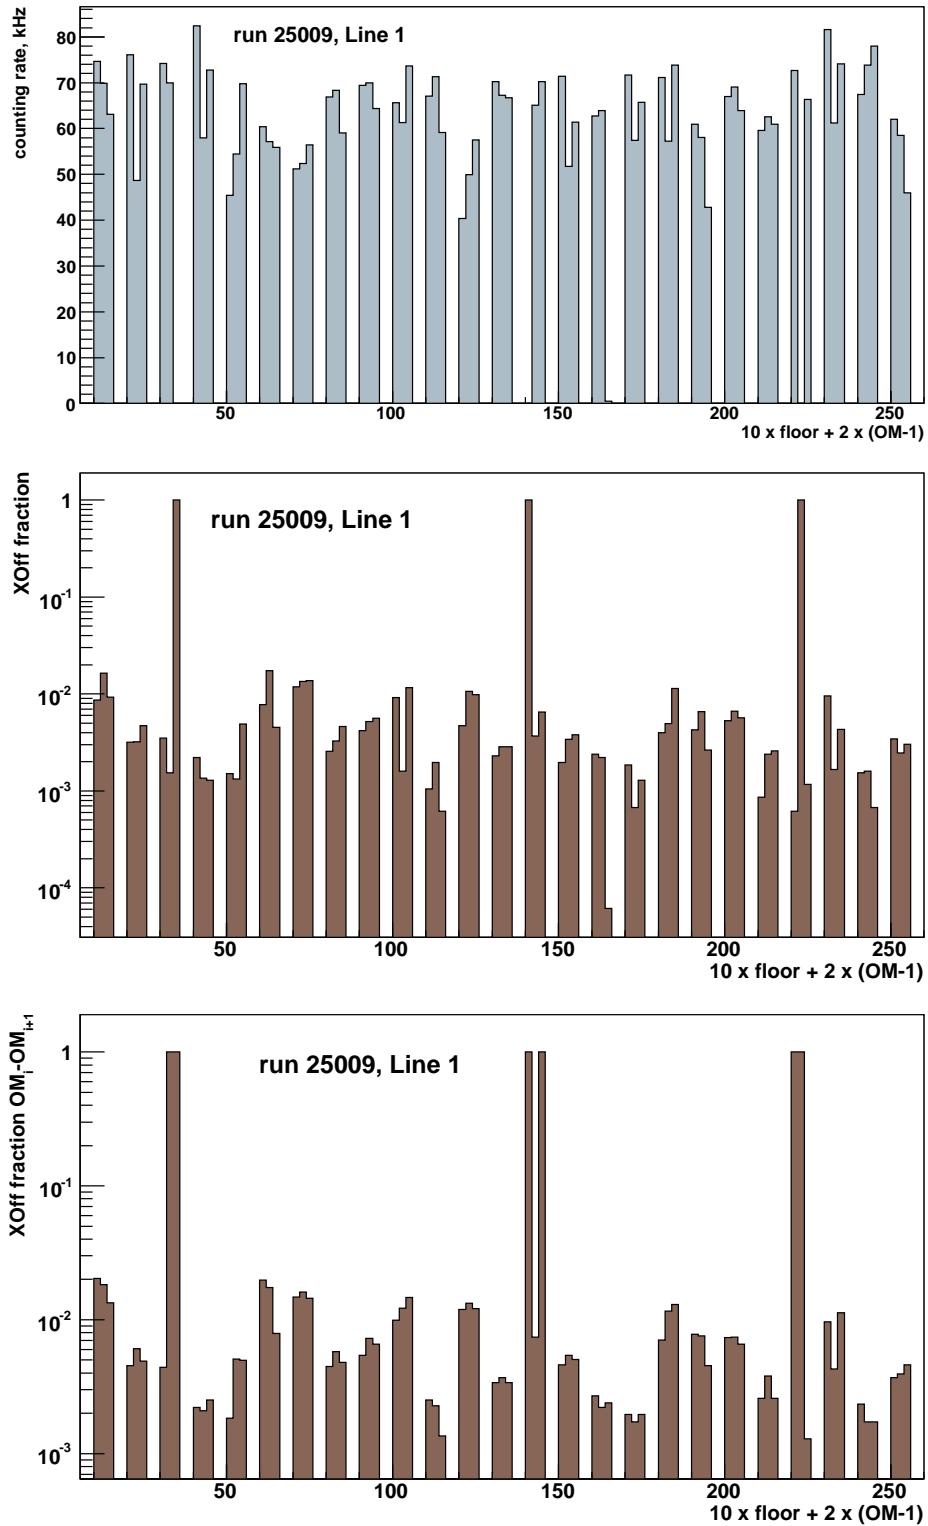 counting rate, kHz
run 25009, Line 1
80
70
60
50
40
30
20
10
0
50 100 150 200 250
10 x floor + 2 x (OM-1)
XOff fraction
run 25009, Line 1
1
10^-1
10^-2
10^-3
10^-4
50 100 150 200 250
10 x floor + 2 x (OM-1)
XOff fraction OM_i-OM_i+1
run 25009, Line 1
1
10^-1
10^-2
10^-3
50 100 150 200 250
10 x floor + 2 x (OM-1)